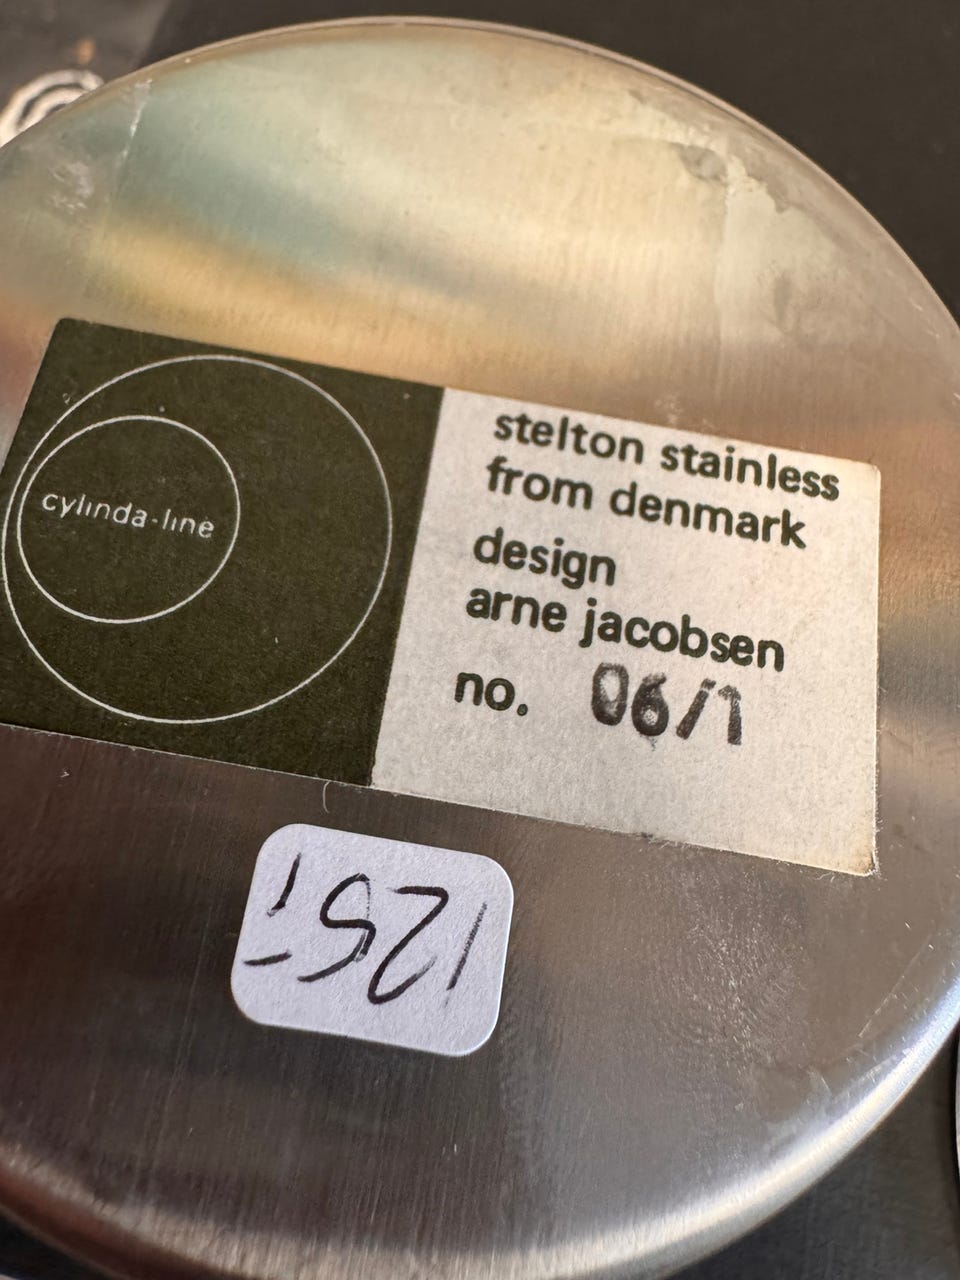 cylinda-line
stelton stainless
from denmark
design
arne jacobsen
no. 06/1
125,-